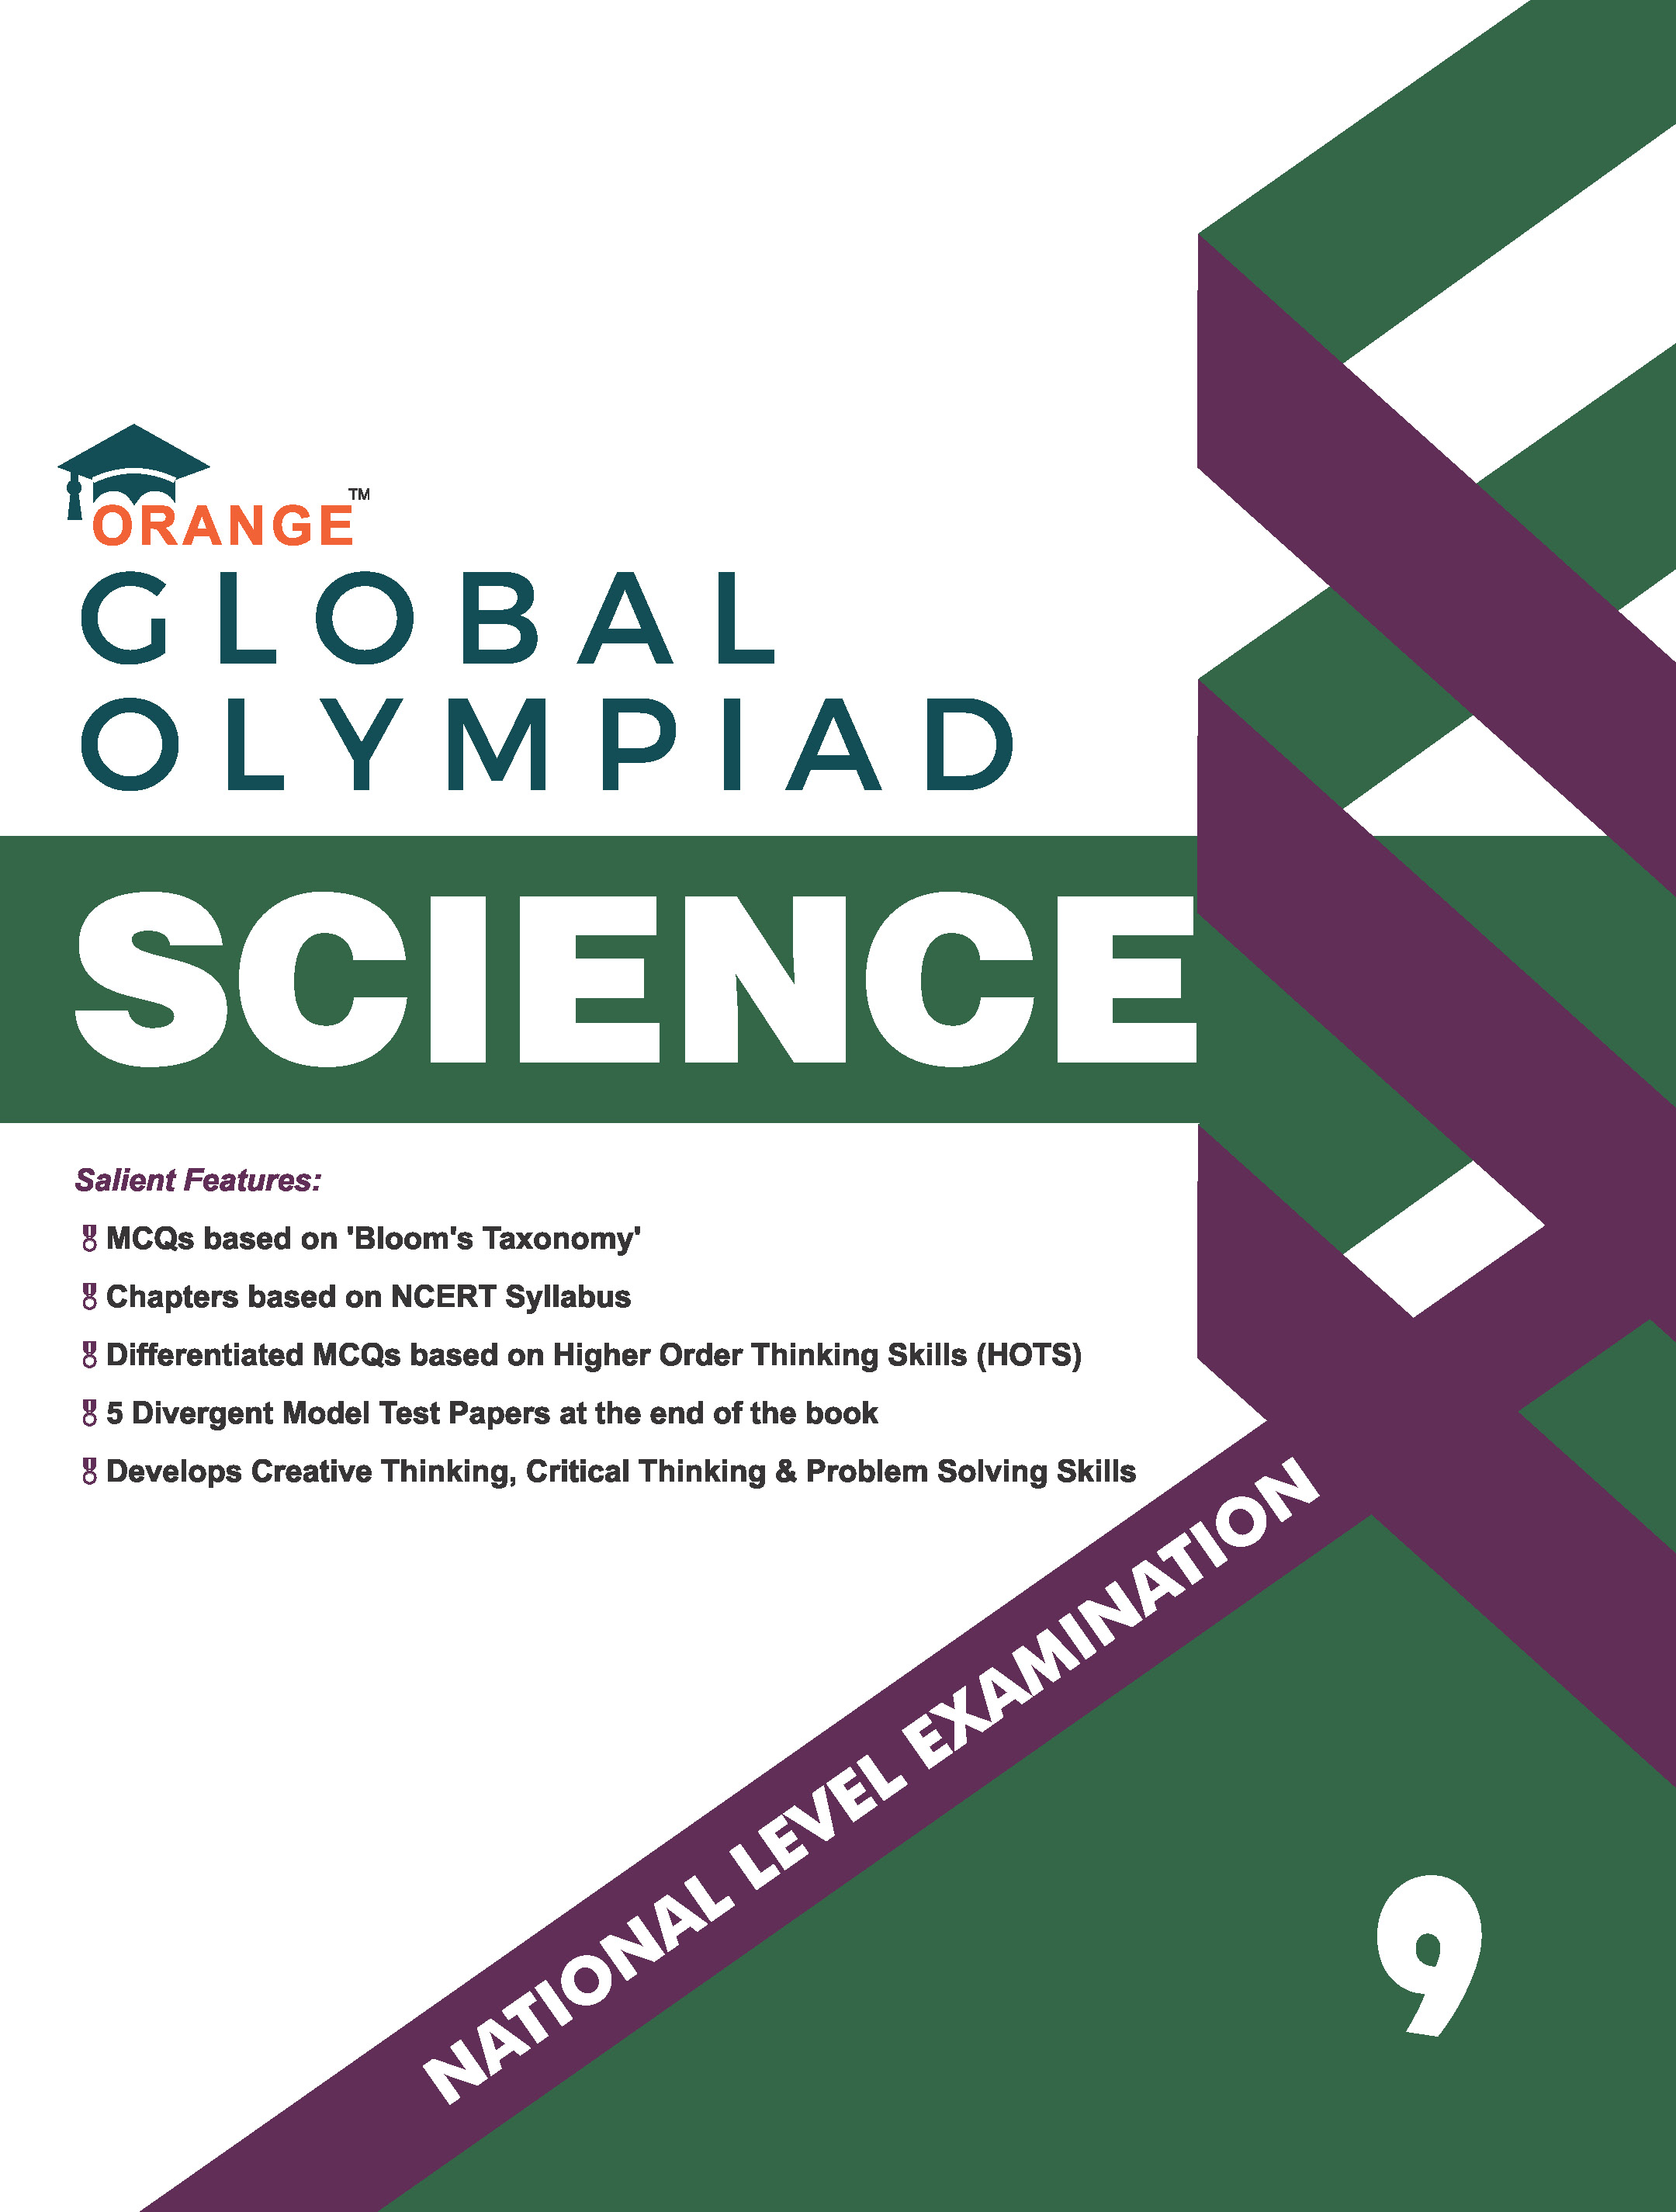 ORANGE™
GLOBAL
OLYMPIAD
SCIENCE
Salient Features:
MCQs based on 'Bloom's Taxonomy'
Chapters based on NCERT Syllabus
Differentiated MCQs based on Higher Order Thinking Skills (HOTS)
5 Divergent Model Test Papers at the end of the book
Develops Creative Thinking, Critical Thinking & Problem Solving Skills
NATIONAL LEVEL EXAMINATION
9